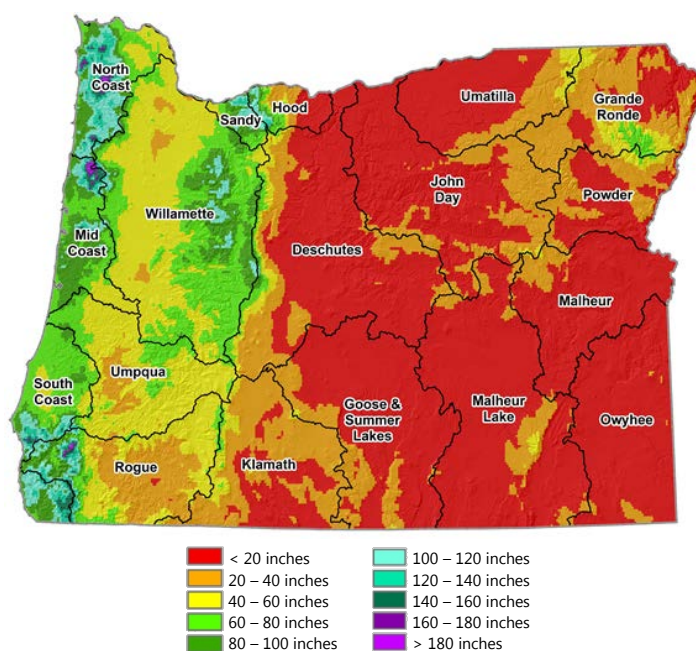 North
Coast
Hood
Sandy
Umatilla
Grande
Ronde
John
Day
Powder
Willamette
Mid
Coast
Deschutes
Malheur
Umpqua
South
Coast
Goose &
Summer
Lakes
Malheur
Lake
Owyhee
Rogue
Klamath
< 20 inches
20 – 40 inches
40 – 60 inches
60 – 80 inches
80 – 100 inches
100 – 120 inches
120 – 140 inches
140 – 160 inches
160 – 180 inches
> 180 inches